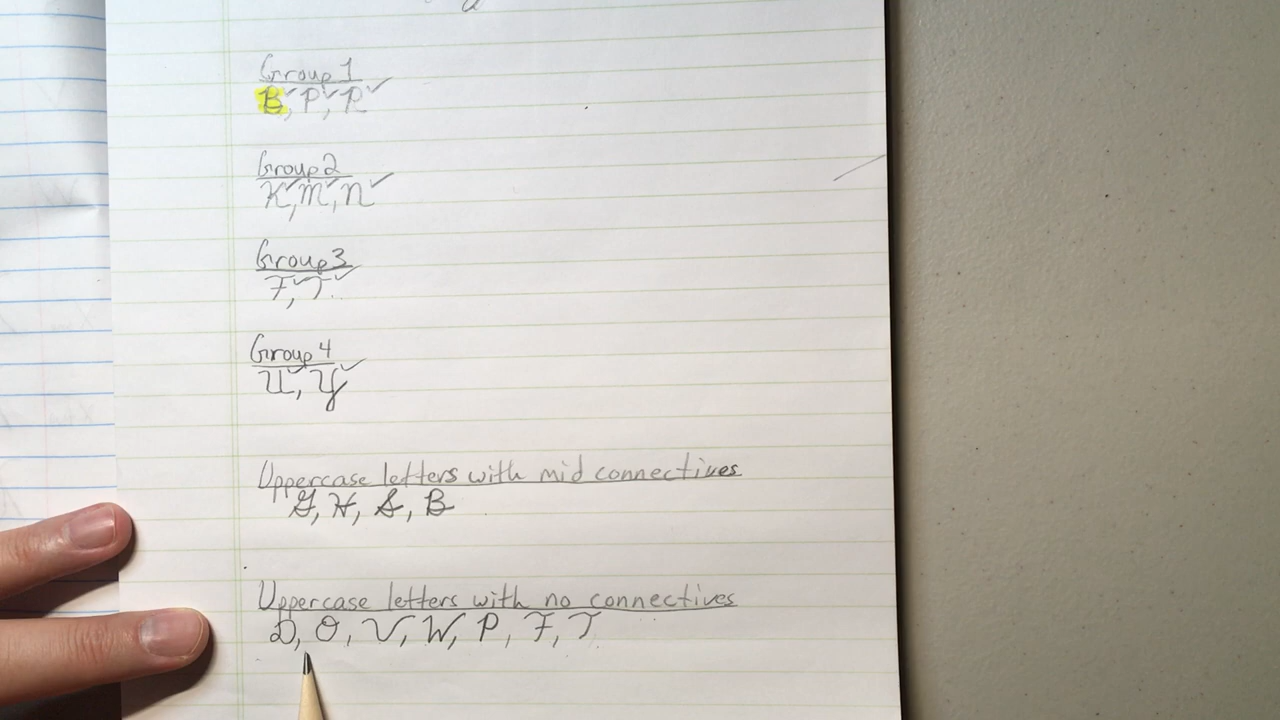 Group 1
B, P, R
Group 2
K, M, N
Group 3
F, T
Group 4
U, Y
Uppercase letters with mid connectives
G, H, S, B
Uppercase letters with no connectives
D, O, V, W, P, F, T